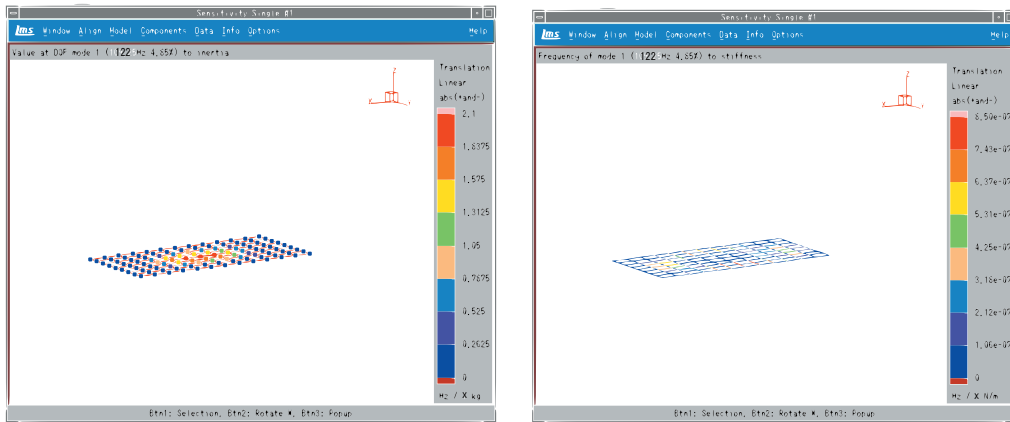 Sensitivity Single #1
lms Window Align Model Components Data Info Options Help
Value at DOF mode 1 ( 122 Hz 4.85%) to inertia
Translation
Linear
abs(+and-)
2.1
1.8375
1.575
1.3125
1.05
0.7875
0.525
0.2625
0
Hz / X kg
Btn1: Selection, Btn2: Rotate X, Btn3: Popup
Sensitivity Single #1
lms Window Align Model Components Data Info Options Help
Frequency of mode 1 ( 122 Hz 4.85%) to stiffness
Translation
Linear
abs(+and-)
8.50e-07
7.43e-07
6.37e-07
5.31e-07
4.25e-07
3.18e-07
2.12e-07
1.06e-07
0
Hz / X N/m
Btn1: Selection, Btn2: Rotate X, Btn3: Popup